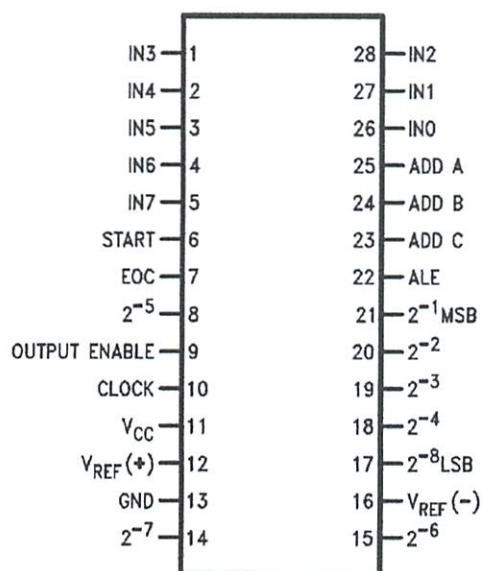 IN3 1 28 IN2
IN4 2 27 IN1
IN5 3 26 IN0
IN6 4 25 ADD A
IN7 5 24 ADD B
START 6 23 ADD C
EOC 7 22 ALE
2⁻⁵ 8 21 2⁻¹MSB
OUTPUT ENABLE 9 20 2⁻²
CLOCK 10 19 2⁻³
V_CC 11 18 2⁻⁴
V_REF(+) 12 17 2⁻⁸LSB
GND 13 16 V_REF(−)
2⁻⁷ 14 15 2⁻⁶